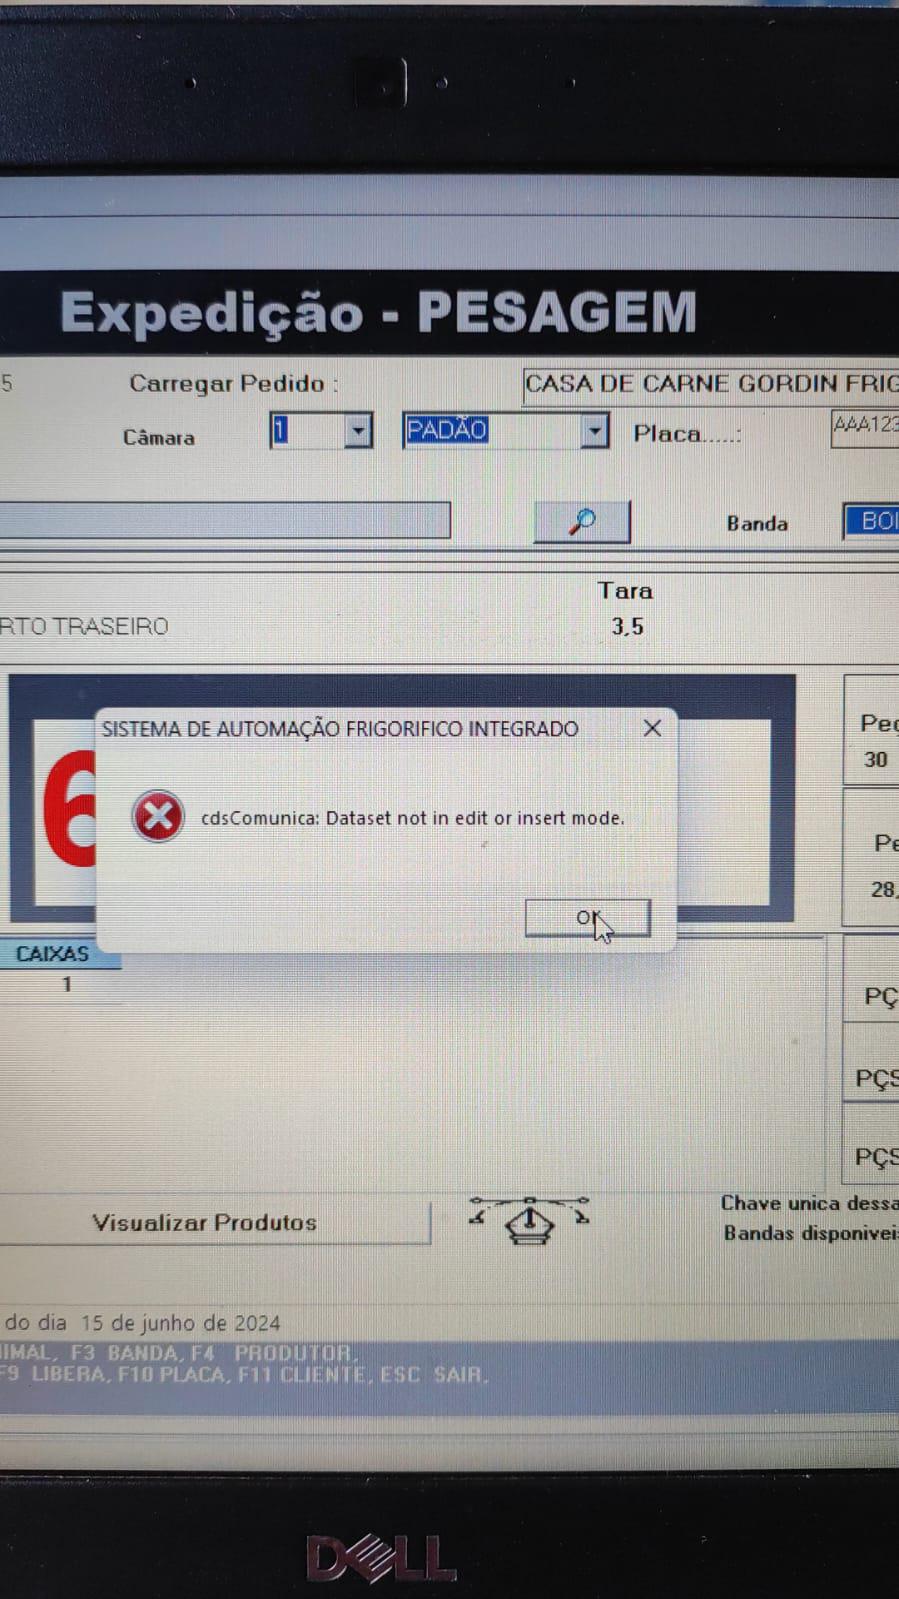 Expedição - PESAGEM
5 Carregar Pedido : CASA DE CARNE GORDIN FRIG
Câmara 1 PADÃO Placa.....: AAA123
Banda BOI
Tara
RTO TRASEIRO 3,5
SISTEMA DE AUTOMAÇÃO FRIGORIFICO INTEGRADO
6
cdsComunica: Dataset not in edit or insert mode.
OK
Peç
30
Pe
28,
CAIXAS
1
PÇ
PÇS
PÇS
Visualizar Produtos
Chave unica dessa
Bandas disponivei
do dia 15 de junho de 2024
IMAL, F3 BANDA, F4 PRODUTOR,
F9 LIBERA, F10 PLACA, F11 CLIENTE, ESC SAIR.
DELL